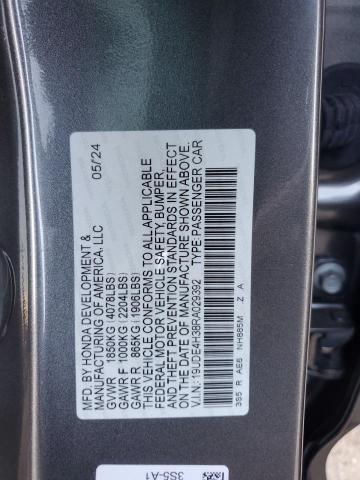 MFD. BY HONDA DEVELOPMENT &
MANUFACTURING OF AMERICA, LLC 05/24
GVWR 1850KG (4078LBS)
GAWR F 1000KG (2204LBS)
GAWR R 865KG (1906LBS)
THIS VEHICLE CONFORMS TO ALL APPLICABLE
FEDERAL MOTOR VEHICLE SAFETY, BUMPER,
AND THEFT PREVENTION STANDARDS IN EFFECT
ON THE DATE OF MANUFACTURE SHOWN ABOVE.
V.I.N.: 19UDE4H38RA029392 TYPE PASSENGER CAR
3S5 R AE6 NH885M Z A
3S5-A1